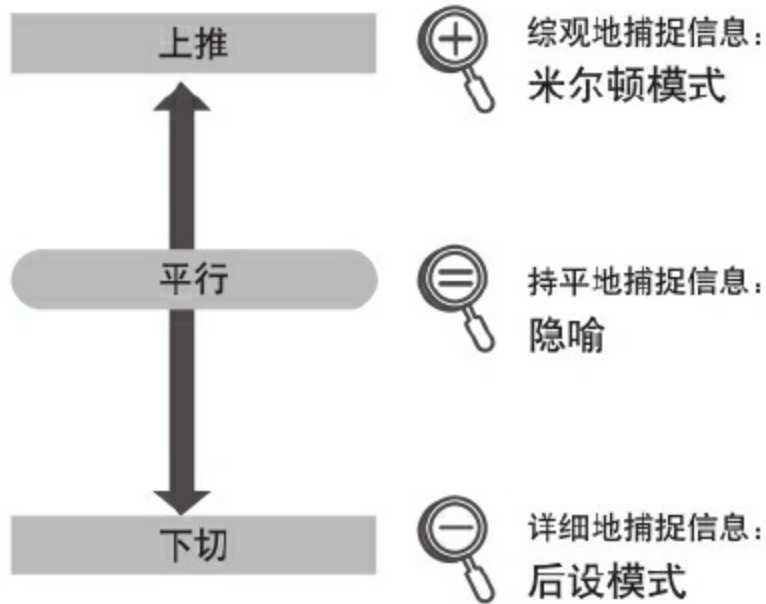 上推
综观地捕捉信息：
米尔顿模式
平行
持平地捕捉信息：
隐喻
下切
详细地捕捉信息：
后设模式